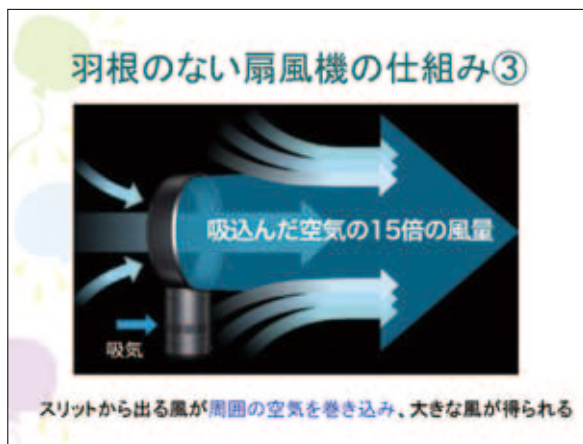 羽根のない扇風機の仕組み③
吸込んだ空気の15倍の風量
吸気
スリットから出る風が周囲の空気を巻き込み、大きな風が得られる